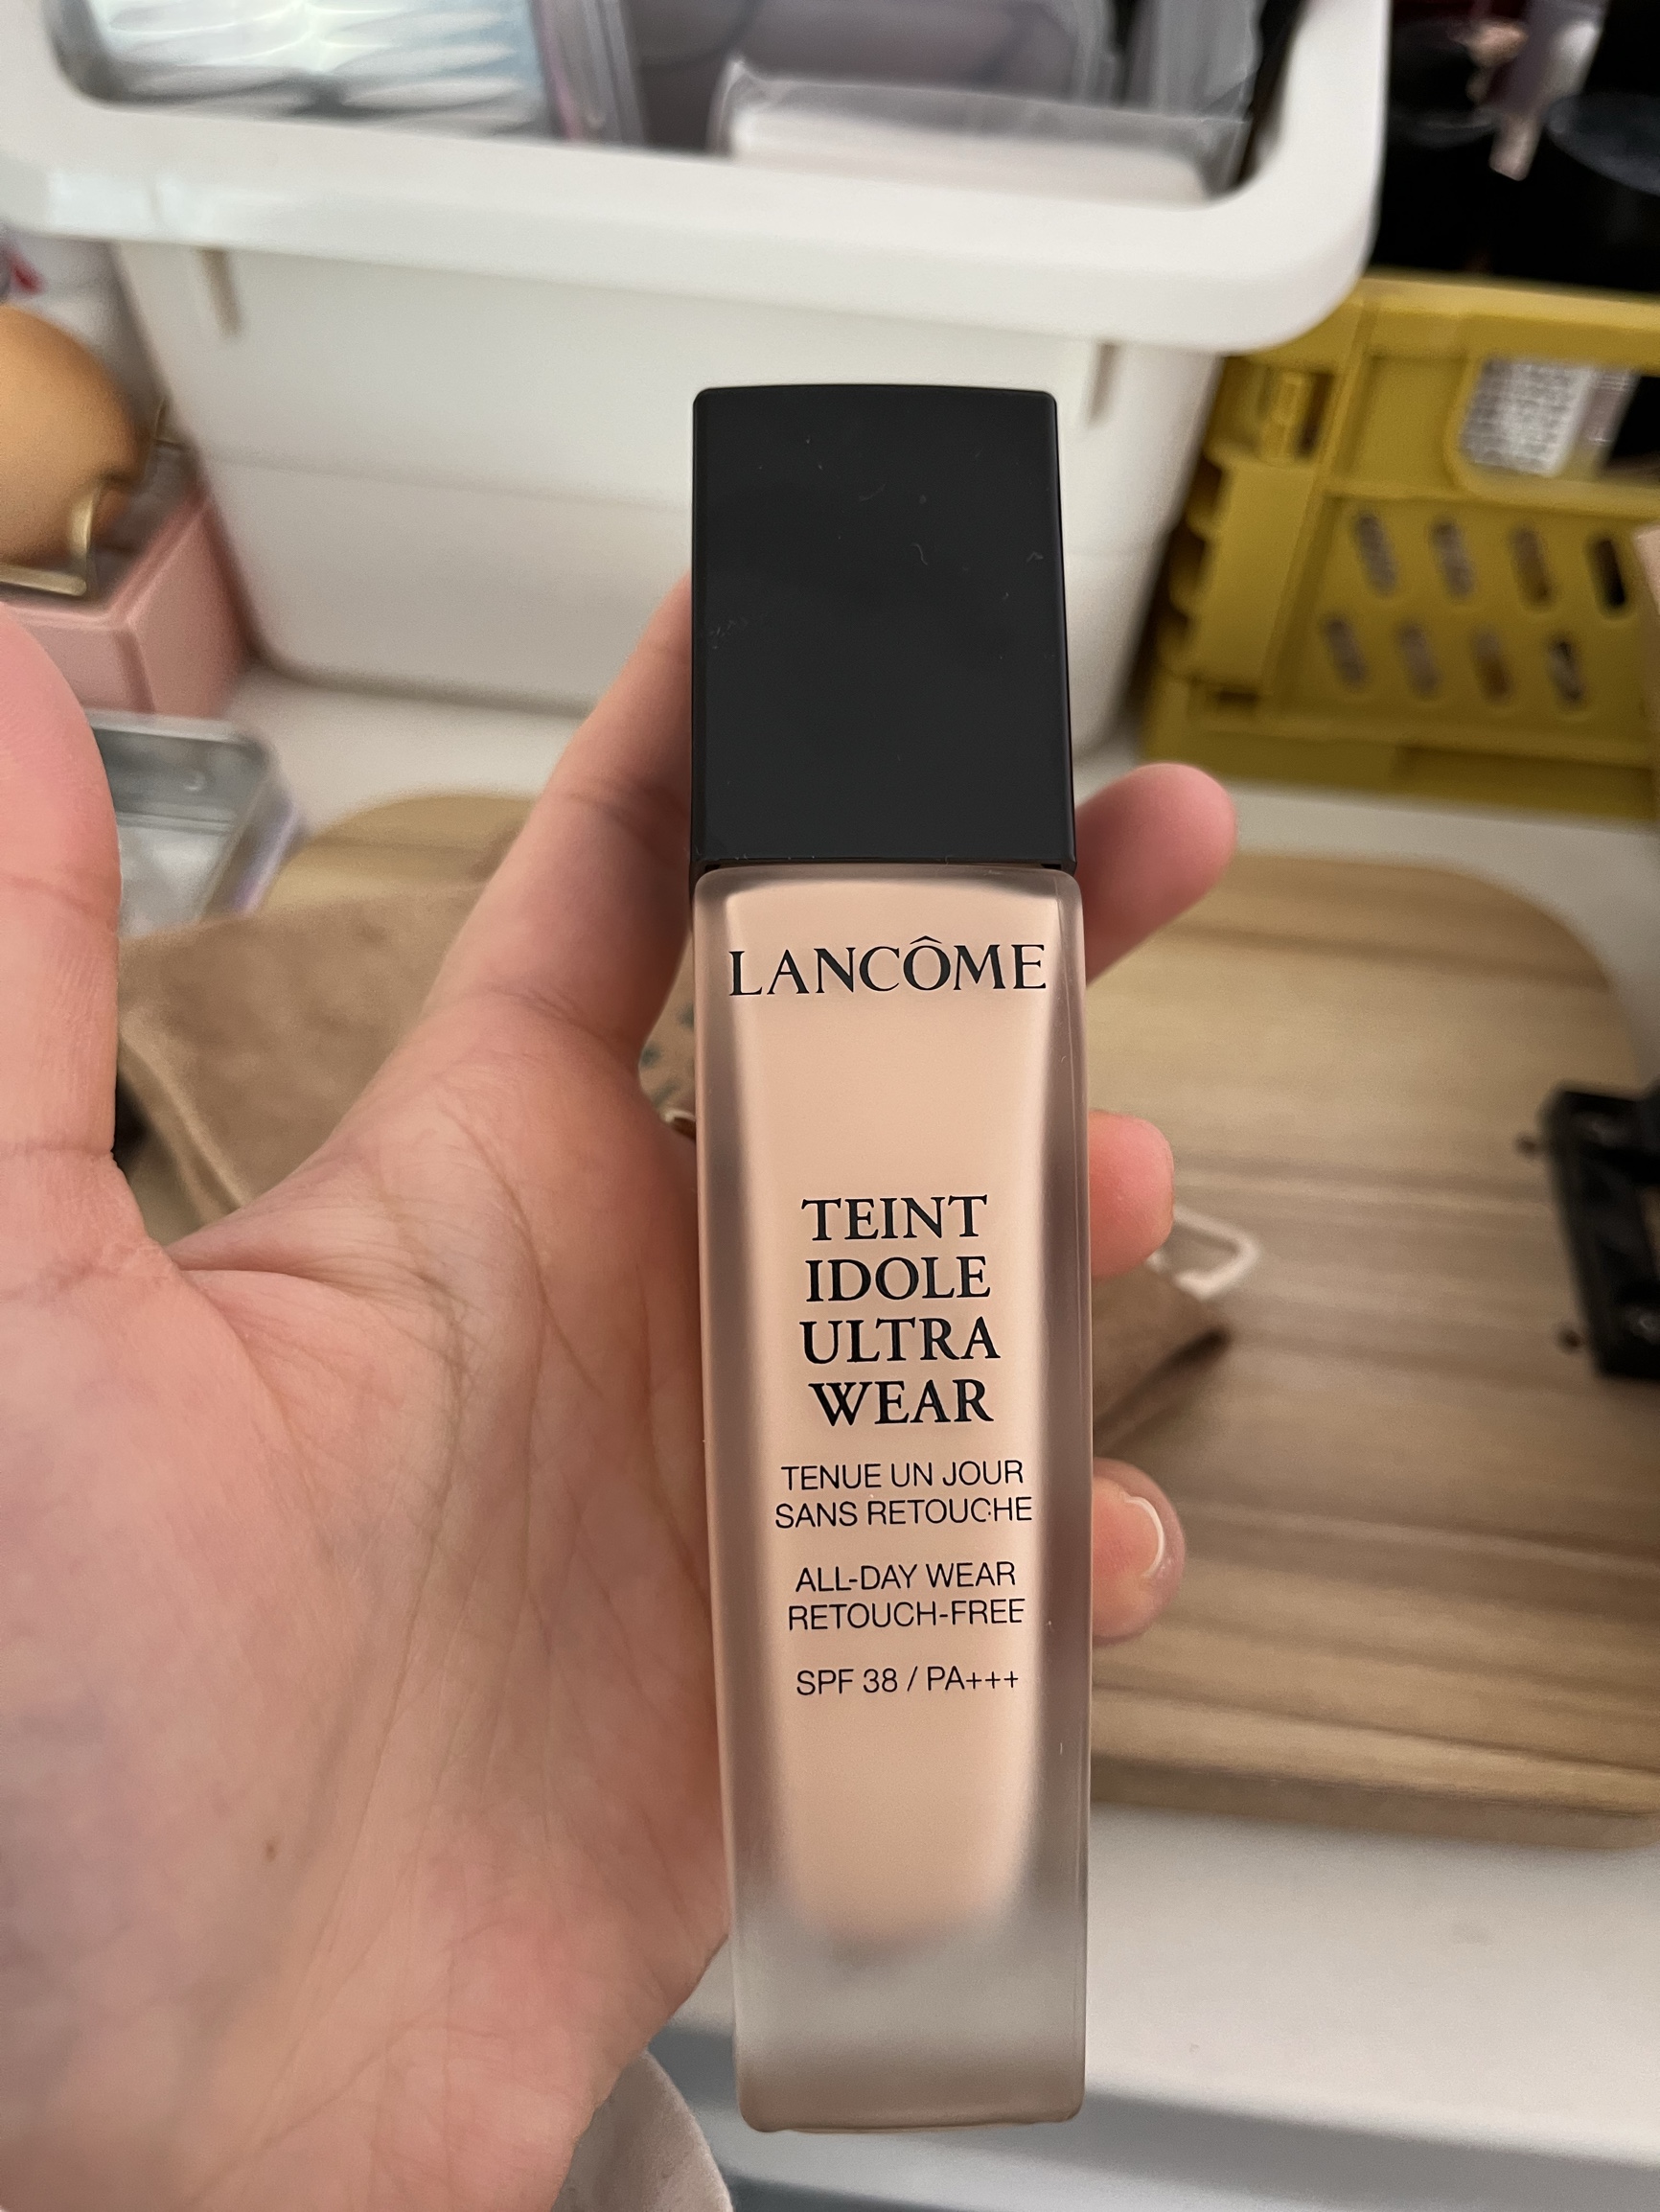 LANCÔME
TEINT
IDOLE
ULTRA
WEAR
TENUE UN JOUR
SANS RETOUCHE
ALL-DAY WEAR
RETOUCH-FREE
SPF 38 / PA+++